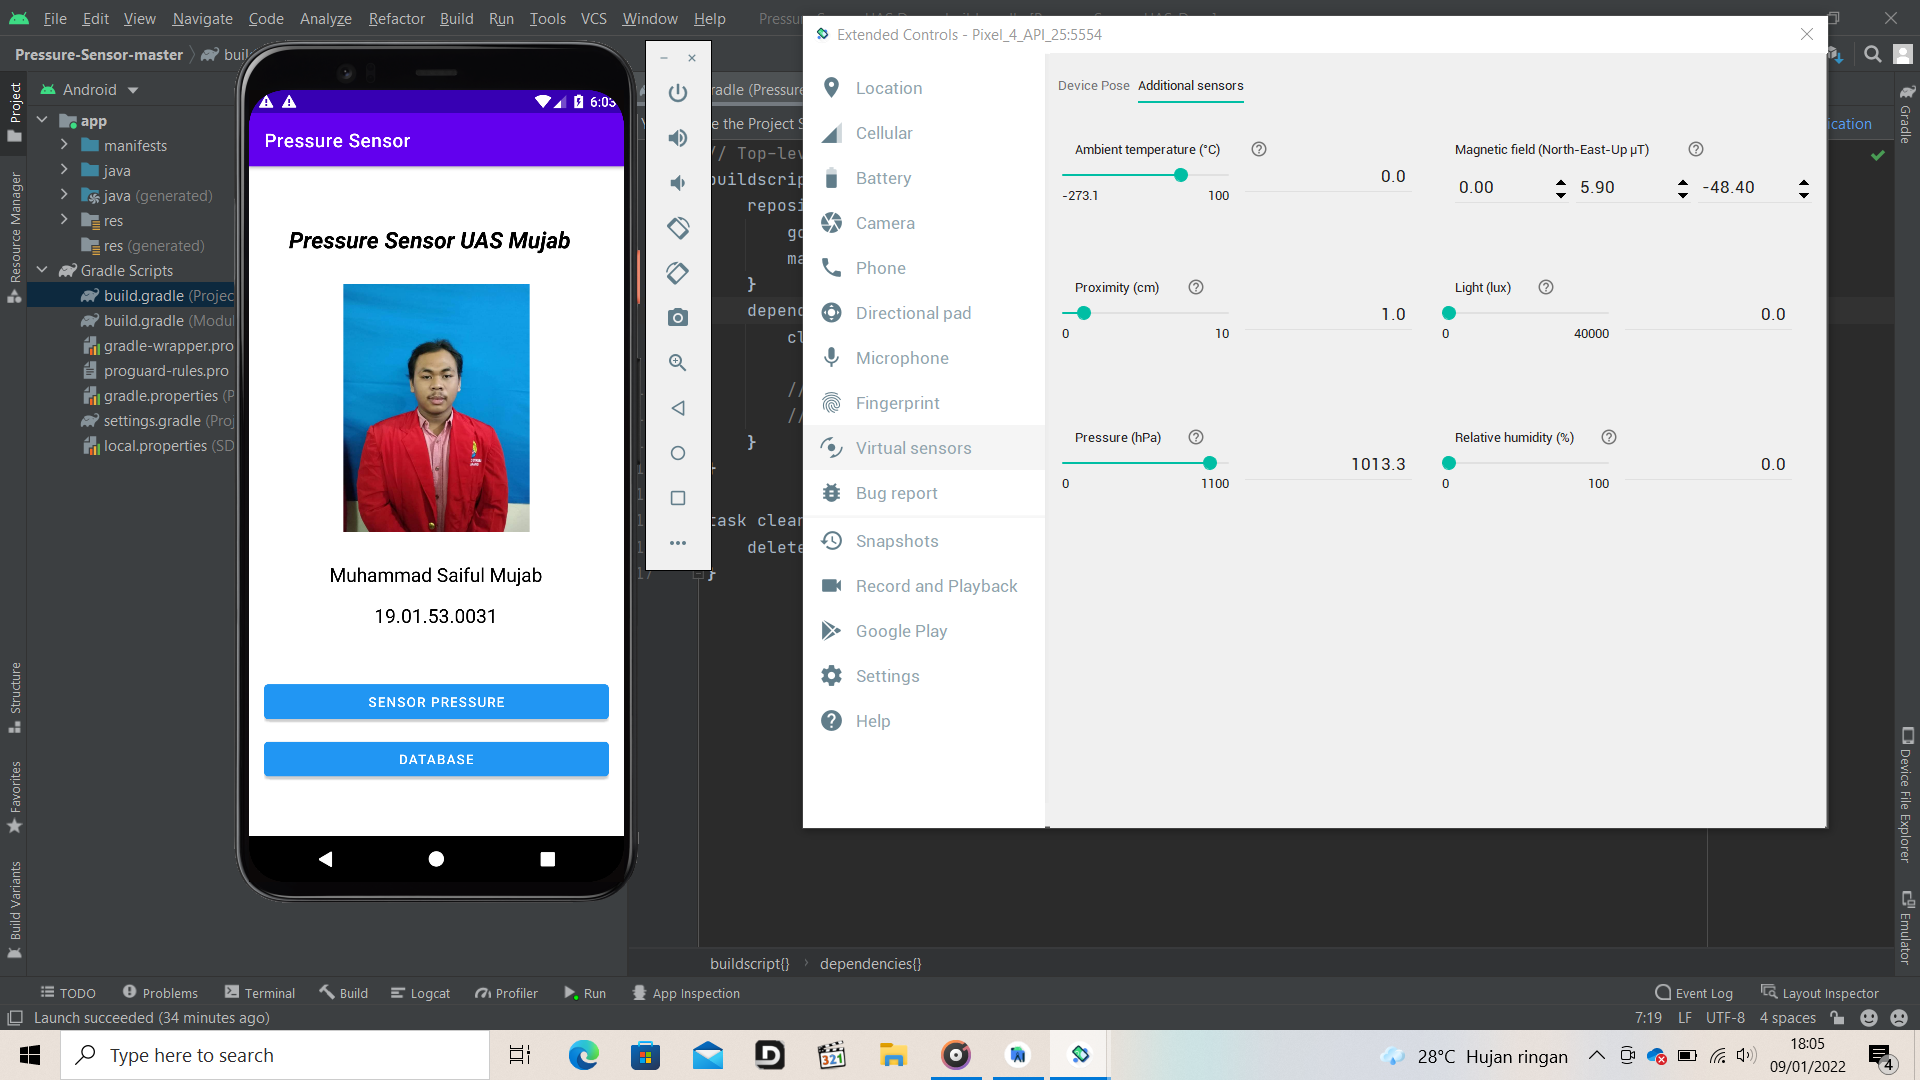 File Edit View Navigate Code Analyze Refactor Build Run Tools VCS Window Help
Pressure-Sensor-master
Android
app
manifests
java
java (generated)
res
res (generated)
Gradle Scripts
build.gradle (Projec
build.gradle (Modul
gradle-wrapper.pro
proguard-rules.pro
gradle.properties (P
settings.gradle (Proj
local.properties (SD
Project
Resource Manager
Structure
Favorites
Build Variants
6:03
Pressure Sensor
Pressure Sensor UAS Mujab
Muhammad Saiful Mujab
19.01.53.0031
SENSOR PRESSURE
DATABASE
radle (Pressure
e the Project S
// Top-lev
buildscrip
reposi
go
ma
}
depend
cl
//
//
}
task clean
delete
17
}
Extended Controls - Pixel_4_API_25:5554
Location
Cellular
Battery
Camera
Phone
Directional pad
Microphone
Fingerprint
Virtual sensors
Bug report
Snapshots
Record and Playback
Google Play
Settings
Help
Device Pose Additional sensors
Ambient temperature (°C)
0.0
-273.1 100
Magnetic field (North-East-Up μT)
0.00 5.90 -48.40
Proximity (cm)
1.0
0 10
Light (lux)
0.0
0 40000
Pressure (hPa)
1013.3
0 1100
Relative humidity (%)
0.0
0 100
ication
Gradle
Device File Explorer
Emulator
buildscript{} dependencies{}
TODO Problems Terminal Build Logcat Profiler Run App Inspection Event Log Layout Inspector
Launch succeeded (34 minutes ago) 7:19 LF UTF-8 4 spaces
Type here to search
321
28°C Hujan ringan
18:05
09/01/2022
4